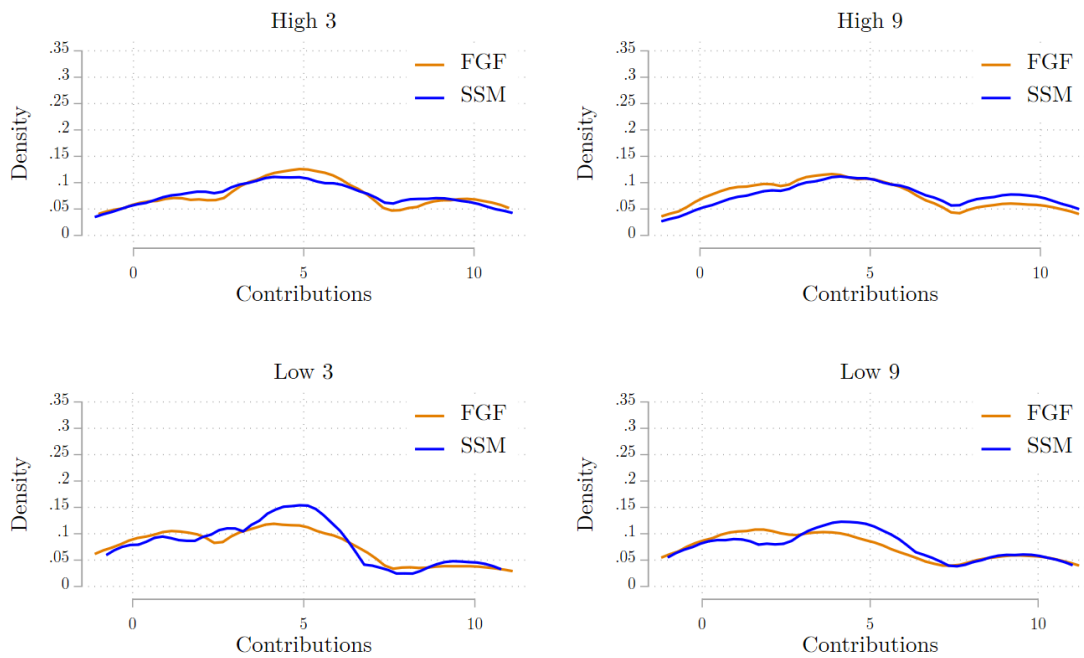 High 3
.35
.3
.25
.2
.15
.1
.05
0
Density
FGF
SSM
0 5 10
Contributions
High 9
.35
.3
.25
.2
.15
.1
.05
0
Density
FGF
SSM
0 5 10
Contributions
Low 3
.35
.3
.25
.2
.15
.1
.05
0
Density
FGF
SSM
0 5 10
Contributions
Low 9
.35
.3
.25
.2
.15
.1
.05
0
Density
FGF
SSM
0 5 10
Contributions